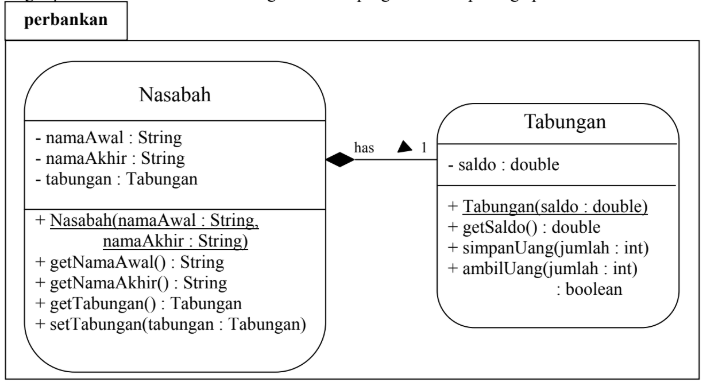 perbankan
Nasabah
- namaAwal : String
- namaAkhir : String
- tabungan : Tabungan
+ Nasabah(namaAwal : String,
namaAkhir : String)
+ getNamaAwal() : String
+ getNamaAkhir() : String
+ getTabungan() : Tabungan
+ setTabungan(tabungan : Tabungan)
has 1
Tabungan
- saldo : double
+ Tabungan(saldo : double)
+ getSaldo() : double
+ simpanUang(jumlah : int)
+ ambilUang(jumlah : int)
: boolean